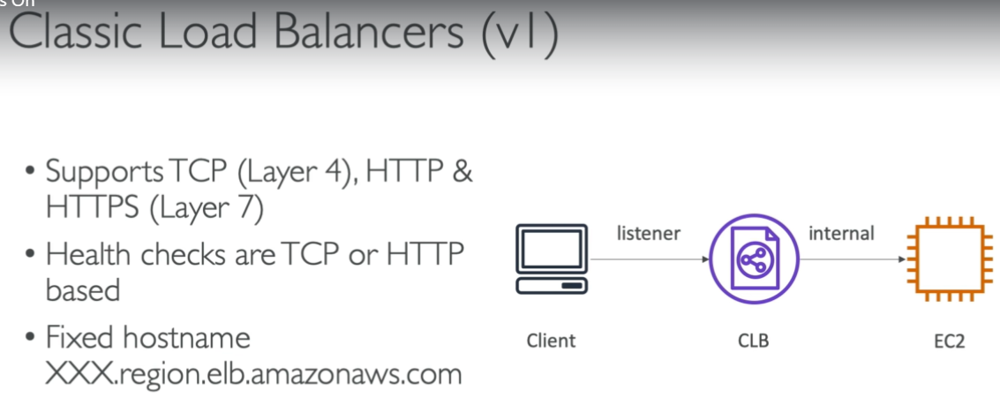 s On
Classic Load Balancers (v1)
• Supports TCP (Layer 4), HTTP &
HTTPS (Layer 7)
• Health checks are TCP or HTTP
based
• Fixed hostname
XXX.region.elb.amazonaws.com
listener
internal
Client
CLB
EC2